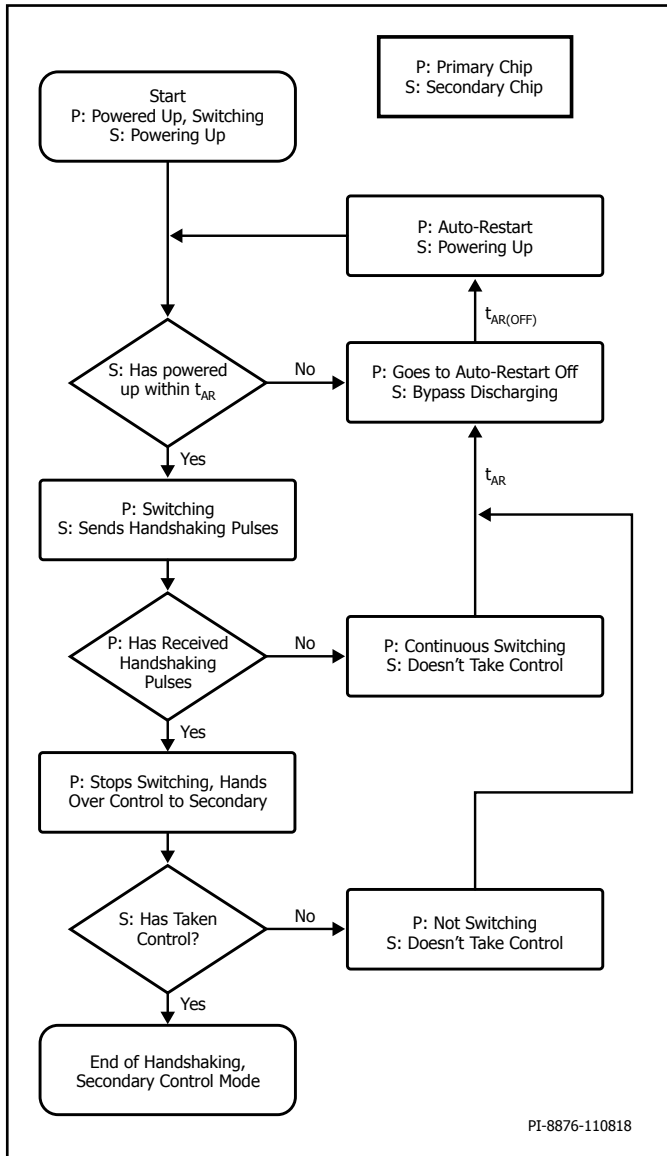 P: Primary Chip
S: Secondary Chip
Start
P: Powered Up, Switching
S: Powering Up
P: Auto-Restart
S: Powering Up
tAR(OFF)
S: Has powered
up within tAR
No
P: Goes to Auto-Restart Off
S: Bypass Discharging
Yes
tAR
P: Switching
S: Sends Handshaking Pulses
P: Has Received
Handshaking
Pulses
No
P: Continuous Switching
S: Doesn't Take Control
Yes
P: Stops Switching, Hands
Over Control to Secondary
S: Has Taken
Control?
No
P: Not Switching
S: Doesn't Take Control
Yes
End of Handshaking,
Secondary Control Mode
PI-8876-110818